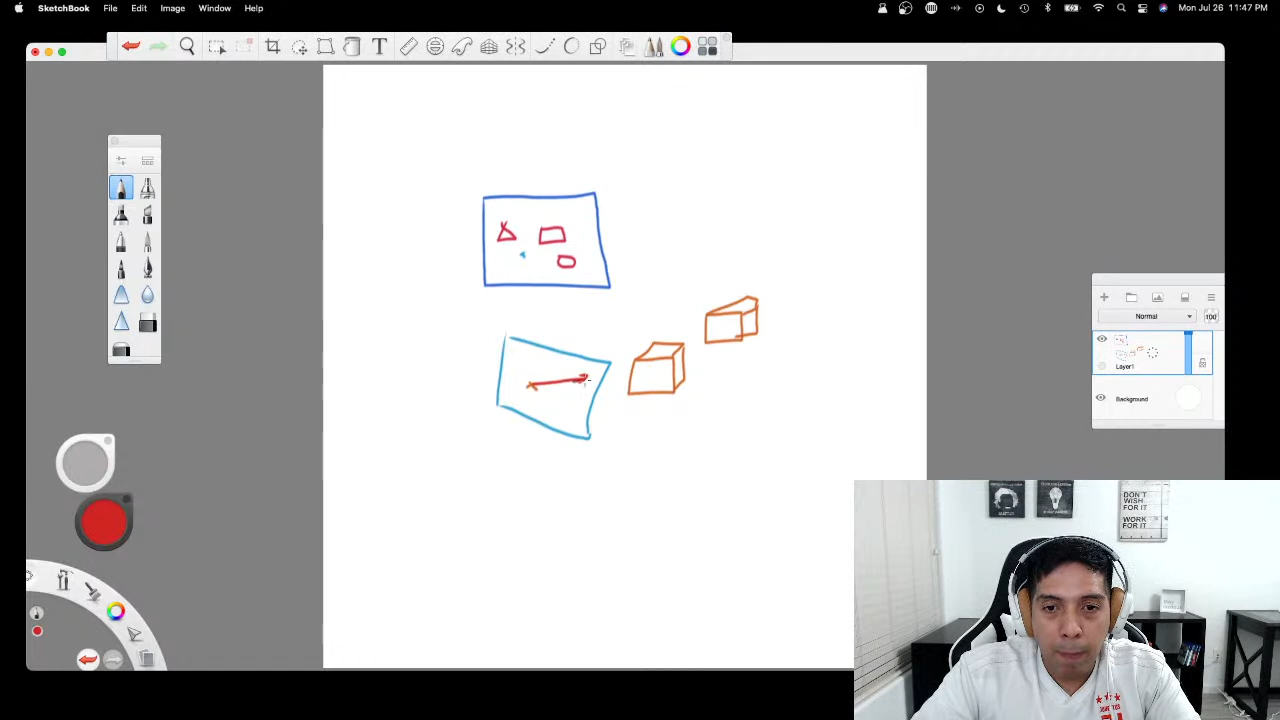 SketchBook File Edit Image Window Help
Mon Jul 26 11:47 PM
T
Normal
100
Layer1
Background
DON'T
WISH
FOR IT
WORK
FOR IT